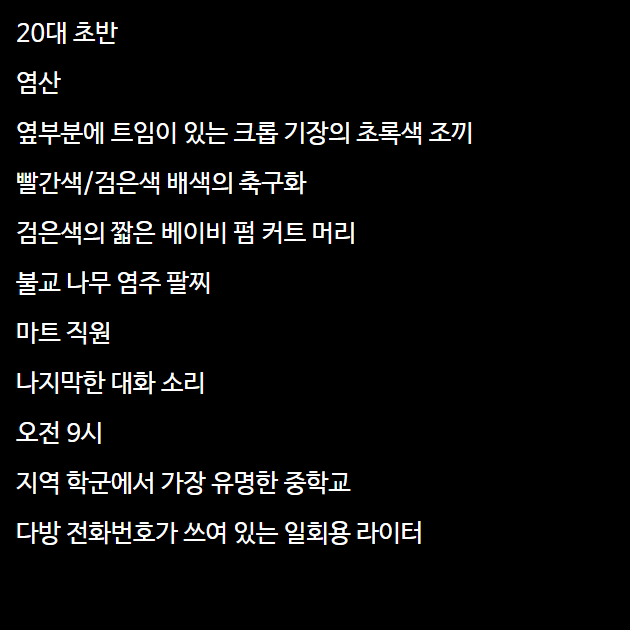 20대 초반
염산
옆부분에 트임이 있는 크롭 기장의 초록색 조끼
빨간색/검은색 배색의 축구화
검은색의 짧은 베이비 펌 커트 머리
불교 나무 염주 팔찌
마트 직원
나지막한 대화 소리
오전 9시
지역 학군에서 가장 유명한 중학교
다방 전화번호가 쓰여 있는 일회용 라이터